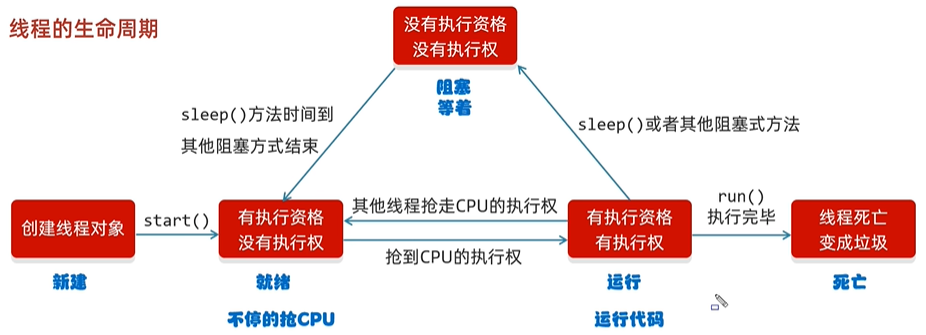 线程的生命周期
没有执行资格
没有执行权
阻塞
等着
sleep()方法时间到
其他阻塞方式结束
sleep()或者其他阻塞式方法
创建线程对象
start()
有执行资格
没有执行权
其他线程抢走CPU的执行权
抢到CPU的执行权
有执行资格
有执行权
run()
执行完毕
线程死亡
变成垃圾
新建
就绪
运行
死亡
不停的抢CPU
运行代码